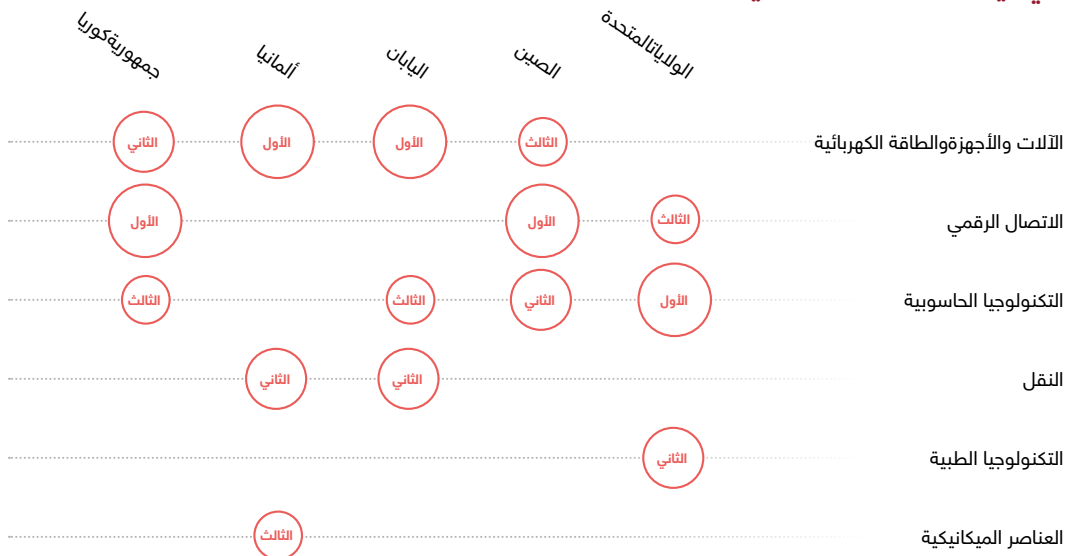 الولاياتالمتحدة
الصين
اليابان
ألمانيا
جمهوريةكوريا
الآلات والأجهزةوالطاقة الكهربائية
الثالث
الأول
الأول
الثاني
الاتصال الرقمي
الثالث
الأول
الأول
التكنولوجيا الحاسوبية
الأول
الثاني
الثالث
الثالث
النقل
الثاني
الثاني
التكنولوجيا الطبية
الثاني
العناصر الميكانيكية
الثالث